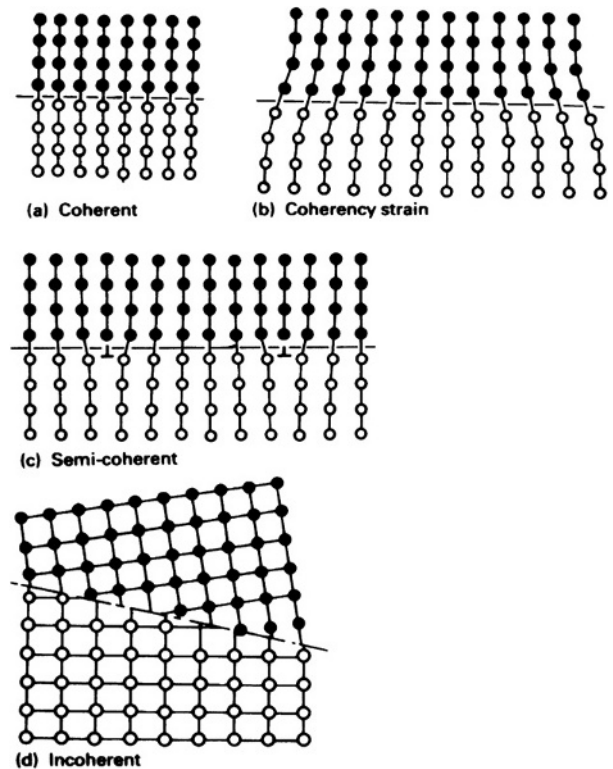 (a) Coherent
(b) Coherency strain
(c) Semi-coherent
(d) Incoherent